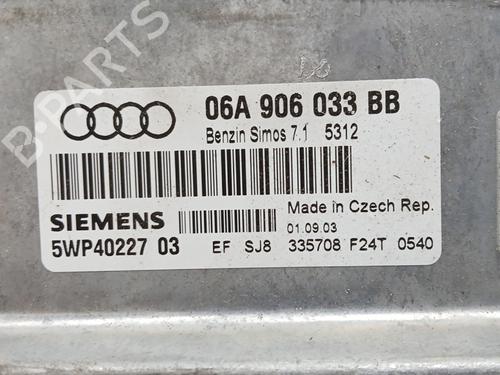 B-PARTS
06A 906 033 BB
Benzin Simos 7.1 5312
SIEMENS
Made in Czech Rep.
01.09.03
5WP40227 03 EF SJ8 335708 F24T 0540